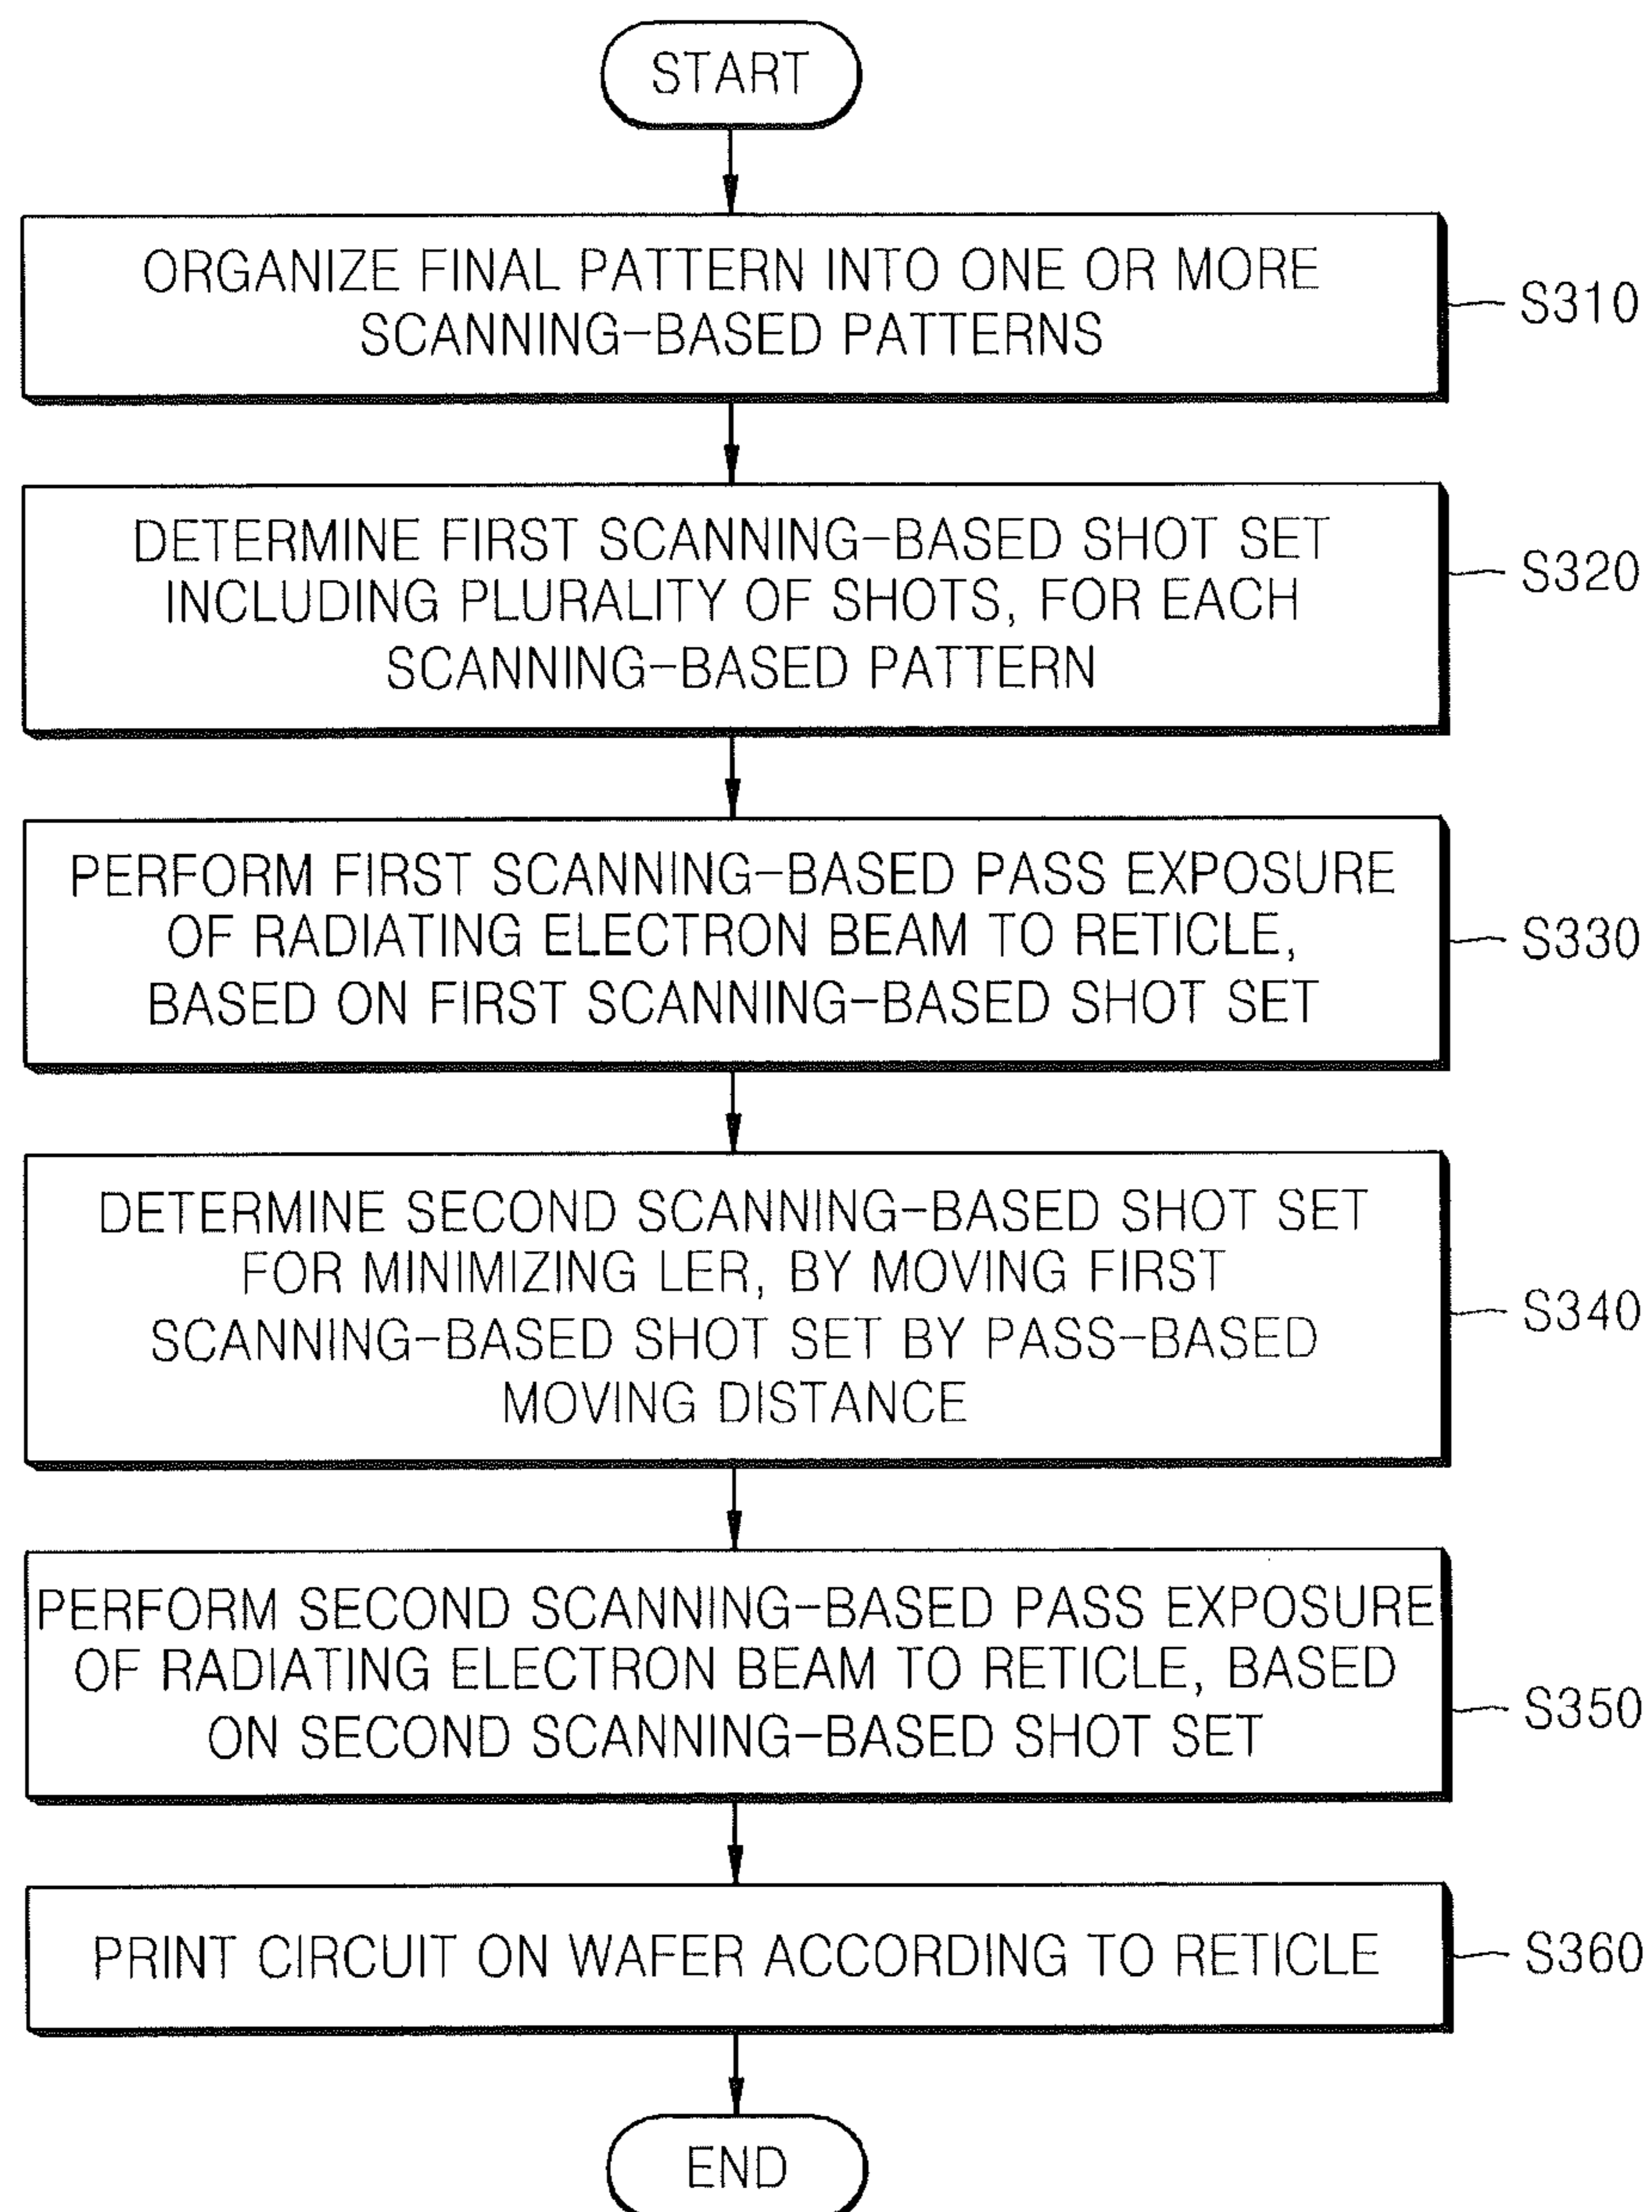 START
ORGANIZE FINAL PATTERN INTO ONE OR MORE
SCANNING-BASED PATTERNS
S310
DETERMINE FIRST SCANNING-BASED SHOT SET
INCLUDING PLURALITY OF SHOTS, FOR EACH
SCANNING-BASED PATTERN
S320
PERFORM FIRST SCANNING-BASED PASS EXPOSURE
OF RADIATING ELECTRON BEAM TO RETICLE,
BASED ON FIRST SCANNING-BASED SHOT SET
S330
DETERMINE SECOND SCANNING-BASED SHOT SET
FOR MINIMIZING LER, BY MOVING FIRST
SCANNING-BASED SHOT SET BY PASS-BASED
MOVING DISTANCE
S340
PERFORM SECOND SCANNING-BASED PASS EXPOSURE
OF RADIATING ELECTRON BEAM TO RETICLE, BASED
ON SECOND SCANNING-BASED SHOT SET
S350
PRINT CIRCUIT ON WAFER ACCORDING TO RETICLE
S360
END